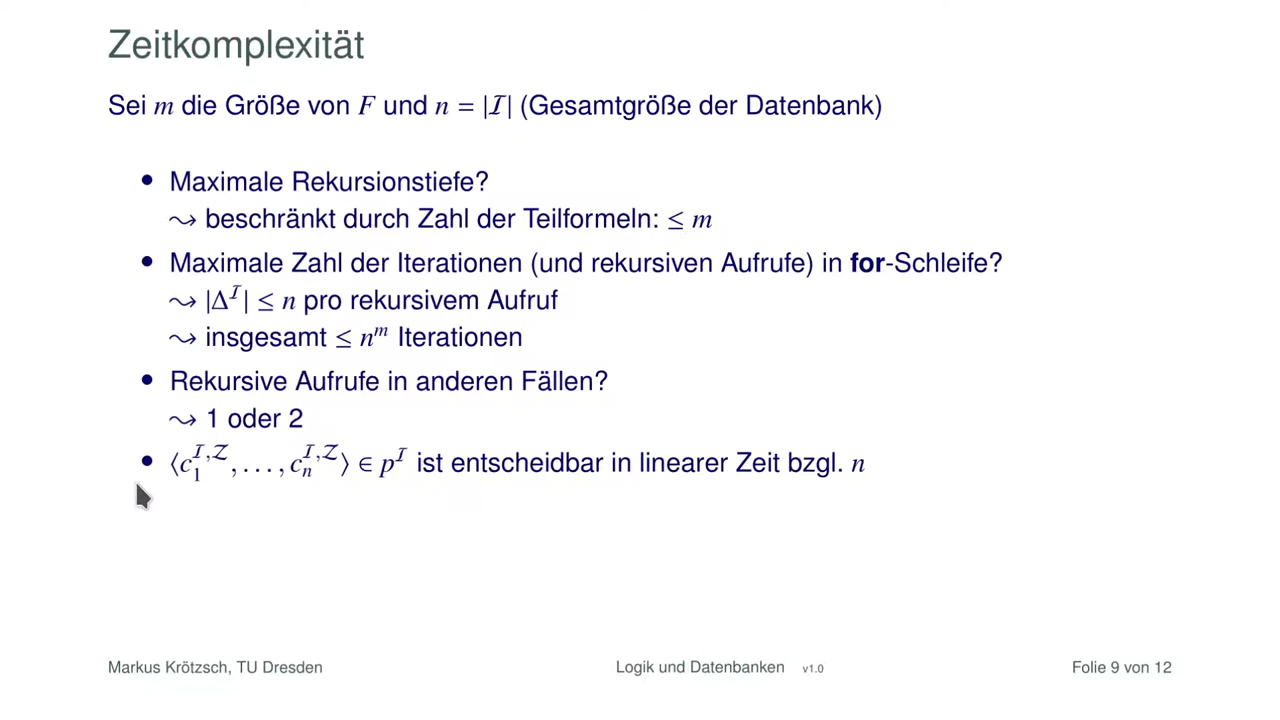 Zeitkomplexität
Sei m die Größe von F und n = |𝓘| (Gesamtgröße der Datenbank)
• Maximale Rekursionstiefe?
⤳ beschränkt durch Zahl der Teilformeln: ≤ m
• Maximale Zahl der Iterationen (und rekursiven Aufrufe) in for-Schleife?
⤳ |Δ^𝓘| ≤ n pro rekursivem Aufruf
⤳ insgesamt ≤ n^m Iterationen
• Rekursive Aufrufe in anderen Fällen?
⤳ 1 oder 2
• ⟨c_1^{𝓘,𝓩}, . . . , c_n^{𝓘,𝓩}⟩ ∈ p^𝓘 ist entscheidbar in linearer Zeit bzgl. n
Markus Krötzsch, TU Dresden Logik und Datenbanken v1.0 Folie 9 von 12